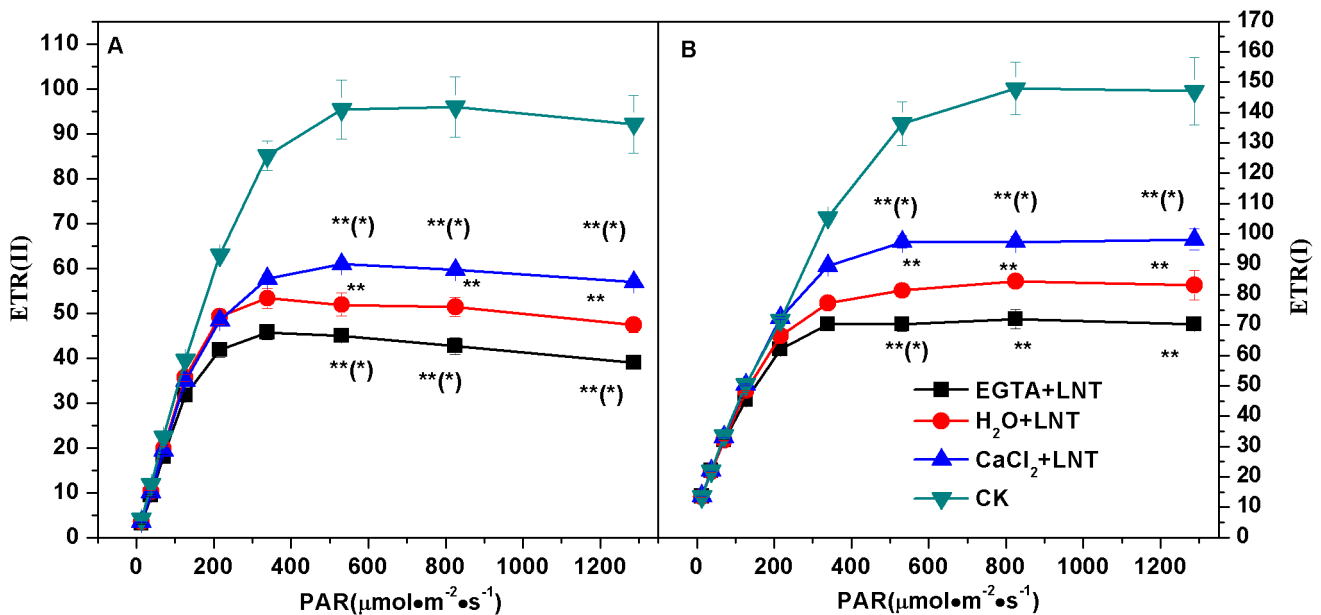 A
B
ETR(II)
110
100
90
80
70
60
50
40
30
20
10
0
**(*) **(*) **(*)
** ** **
**(*) **(*) **(*)
0 200 400 600 800 1000 1200
PAR(μmol●m-2●s-1)
**(*) **(*) **(*)
** ** **
**(*) ** **
EGTA+LNT
H2O+LNT
CaCl2+LNT
CK
0 200 400 600 800 1000 1200
PAR(μmol●m-2●s-1)
170
160
150
140
130
120
110
100
90
80
70
60
50
40
30
20
10
0
ETR(I)